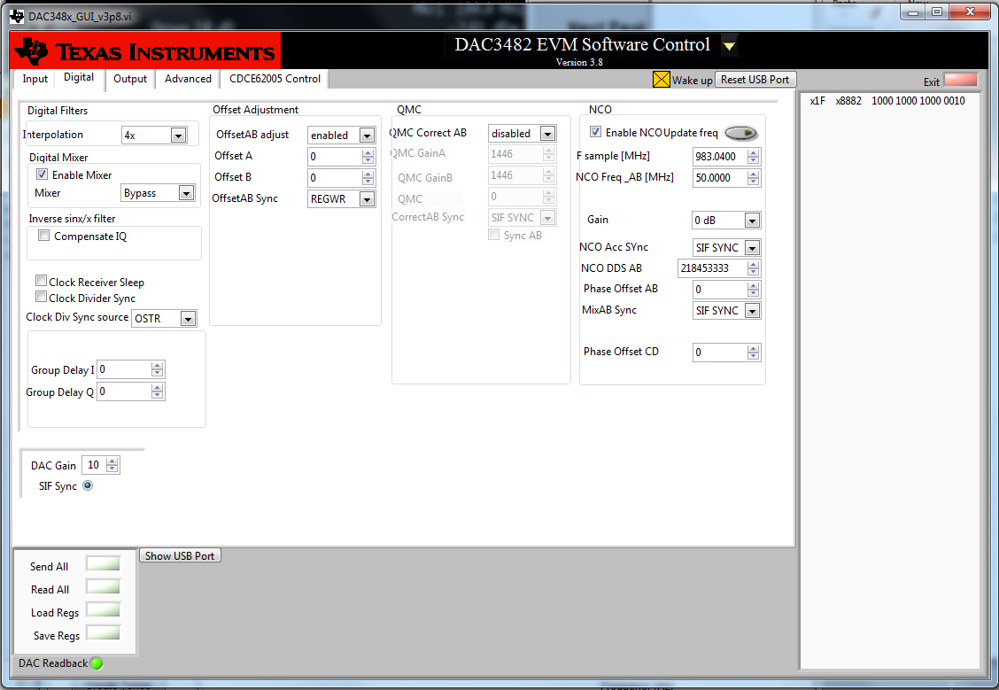 DAC348x_GUI_v3p8.vi
TEXAS INSTRUMENTS
DAC3482 EVM Software Control
Version 3.8
Input
Digital
Output
Advanced
CDCE62005 Control
Wake up
Reset USB Port
Exit
x1F x8882 1000 1000 1000 0010
Digital Filters
Interpolation 4x
Digital Mixer
Enable Mixer
Mixer Bypass
Inverse sinx/x filter
Compensate IQ
Clock Receiver Sleep
Clock Divider Sync
Clock Div Sync source OSTR
Group Delay I 0
Group Delay Q 0
Offset Adjustment
OffsetAB adjust enabled
Offset A 0
Offset B 0
OffsetAB Sync REGWR
QMC
QMC Correct AB disabled
QMC GainA 1446
QMC GainB 1446
QMC 0
CorrectAB Sync SIF SYNC
Sync AB
NCO
Enable NCO Update freq
F sample [MHz] 983.0400
NCO Freq _AB [MHz] 50.0000
Gain 0 dB
NCO Acc SYnc SIF SYNC
NCO DDS AB 218453333
Phase Offset AB 0
MixAB Sync SIF SYNC
Phase Offset CD 0
DAC Gain 10
SIF Sync
Send All
Read All
Load Regs
Save Regs
Show USB Port
DAC Readback